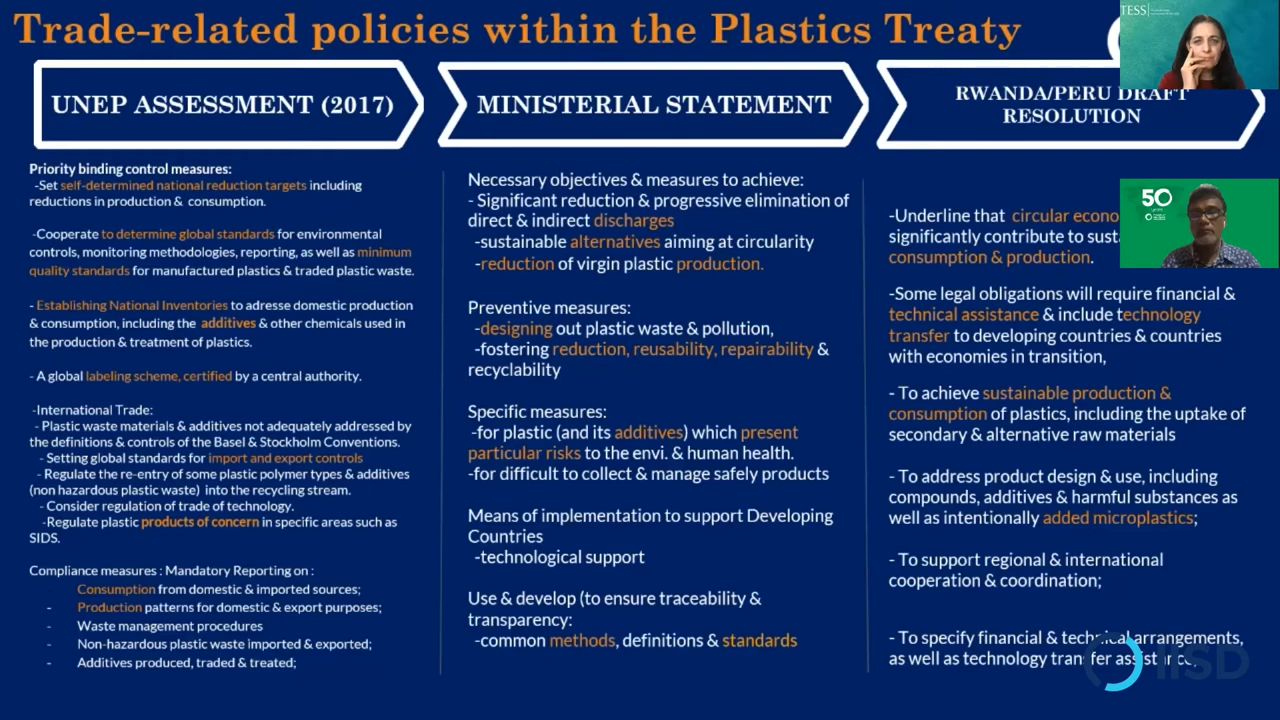 Trade-related policies within the Plastics Treaty
UNEP ASSESSMENT (2017)
Priority binding control measures:
-Set self-determined national reduction targets including
reductions in production & consumption.
-Cooperate to determine global standards for environmental
controls, monitoring methodologies, reporting, as well as minimum
quality standards for manufactured plastics & traded plastic waste.
- Establishing National Inventories to adresse domestic production
& consumption, including the additives & other chemicals used in
the production & treatment of plastics.
- A global labeling scheme, certified by a central authority.
-International Trade:
- Plastic waste materials & additives not adequately addressed by
the definitions & controls of the Basel & Stockholm Conventions.
- Setting global standards for import and export controls
- Regulate the re-entry of some plastic polymer types & additives
(non hazardous plastic waste) into the recycling stream.
- Consider regulation of trade of technology.
-Regulate plastic products of concern in specific areas such as
SIDS.
Compliance measures : Mandatory Reporting on :
Consumption from domestic & imported sources;
- Production patterns for domestic & export purposes;
- Waste management procedures
- Non-hazardous plastic waste imported & exported;
- Additives produced, traded & treated;
MINISTERIAL STATEMENT
Necessary objectives & measures to achieve:
- Significant reduction & progressive elimination of
direct & indirect discharges
-sustainable alternatives aiming at circularity
-reduction of virgin plastic production.
Preventive measures:
-designing out plastic waste & pollution,
-fostering reduction, reusability, repairability &
recyclability
Specific measures:
-for plastic (and its additives) which present
particular risks to the envi. & human health.
-for difficult to collect & manage safely products
Means of implementation to support Developing
Countries
-technological support
Use & develop (to ensure traceability &
transparency:
-common methods, definitions & standards
RWANDA/PERU DRAFT
RESOLUTION
-Underline that circular econo
significantly contribute to sust
consumption & production.
-Some legal obligations will require financial &
technical assistance & include technology
transfer to developing countries & countries
with economies in transition,
- To achieve sustainable production &
consumption of plastics, including the uptake of
secondary & alternative raw materials
- To address product design & use, including
compounds, additives & harmful substances as
well as intentionally added microplastics;
- To support regional & international
cooperation & coordination;
- To specify financial & technical arrangements,
as well as technology transfer assistance,
TESS
50
IISD